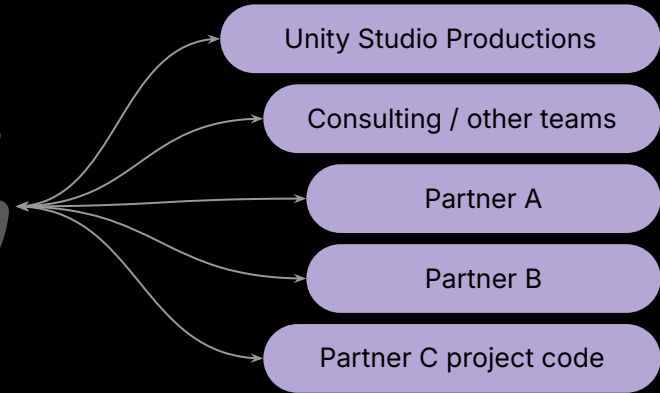 Unity Studio Productions
Consulting / other teams
Partner A
Partner B
Partner C project code